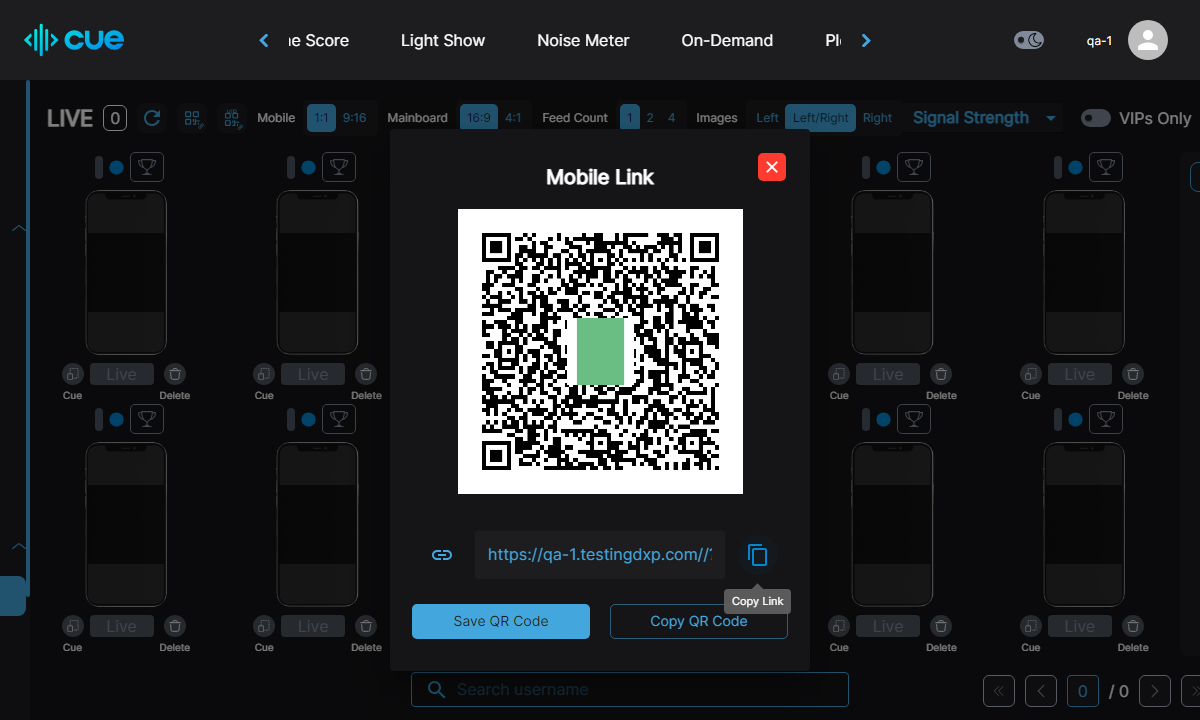 cue
ne Score
Light Show
Noise Meter
On-Demand
qa-1
LIVE 0
Mobile 1:1 9:16
Mainboard 16:9 4:1
Feed Count 1 2 4
Images Left Left/Right Right
Signal Strength
VIPs Only
Mobile Link
https://qa-1.testingdxp.com//
Copy Link
Save QR Code
Copy QR Code
Live Live Live Live
Cue Delete Cue Delete Cue Delete Cue Delete
Live Live Live Live
Cue Delete Cue Delete Cue Delete Cue Delete
Search username
0 / 0